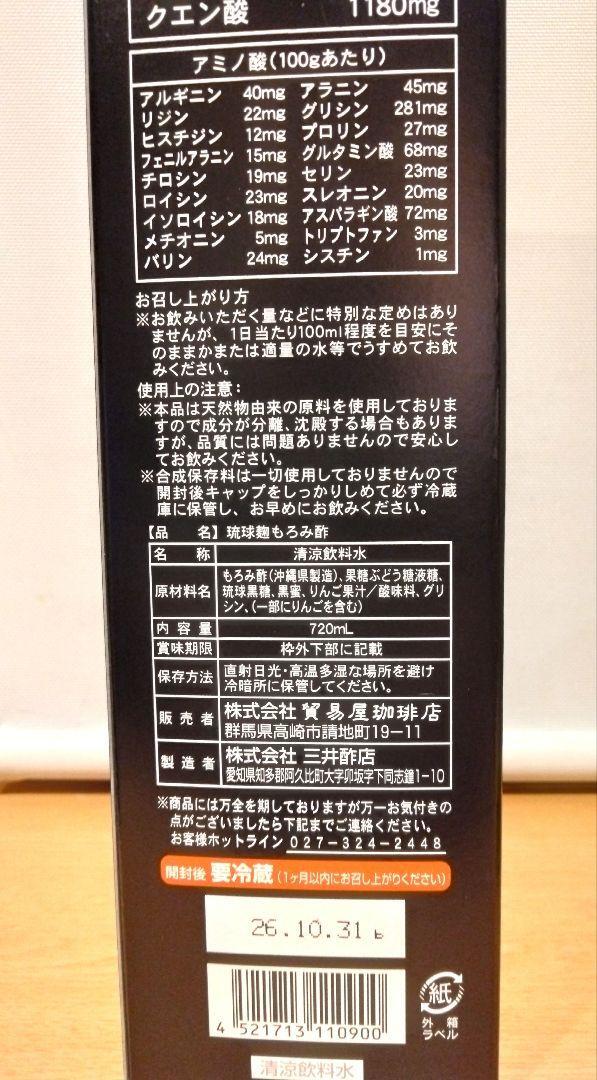 クエン酸 1180mg
アミノ酸(100gあたり)
アルギニン 40mg アラニン 45mg
リジン 22mg グリシン 281mg
ヒスチジン 12mg プロリン 27mg
フェニルアラニン 15mg グルタミン酸 68mg
チロシン 19mg セリン 23mg
ロイシン 23mg スレオニン 20mg
イソロイシン 18mg アスパラギン酸 72mg
メチオニン 5mg トリプトファン 3mg
バリン 24mg シスチン 1mg
お召し上がり方
※お飲みいただく量などに特別な定めはあり
ませんが、1日当たり100ml程度を目安にそ
のままかまたは適量の水等でうすめてお飲
みください。
使用上の注意:
※本品は天然物由来の原料を使用しておりま
すので成分が分離、沈殿する場合もありま
すが、品質には問題ありませんので安心し
てお飲みください。
※合成保存料は一切使用しておりませんので
開封後キャップをしっかりしめて必ず冷蔵
庫に保管し、お早めにお飲みください。
【品 名】琉球麹もろみ酢
名 称 清涼飲料水
原材料名 もろみ酢(沖縄県製造)、果糖ぶどう糖液糖、
琉球黒糖、黒蜜、りんご果汁/酸味料、グリ
シン、(一部にりんごを含む)
内容量 720mL
賞味期限 枠外下部に記載
保存方法 直射日光・高温多湿な場所を避け
冷暗所に保管してください。
販売者 株式会社 貿易屋珈琲店
群馬県高崎市請地町19-11
製造者 株式会社 三井酢店
愛知県知多郡阿久比町大字卯坂字下同志鐘1-10
※商品には万全を期しておりますが万一お気付きの
点がございましたら下記までご連絡ください。
お客様ホットライン 027-324-2448
開封後 要冷蔵(1ヶ月以内にお召し上がりください)
26.10.31 E
4 521713 110900
紙
外箱
ラベル
清涼飲料水